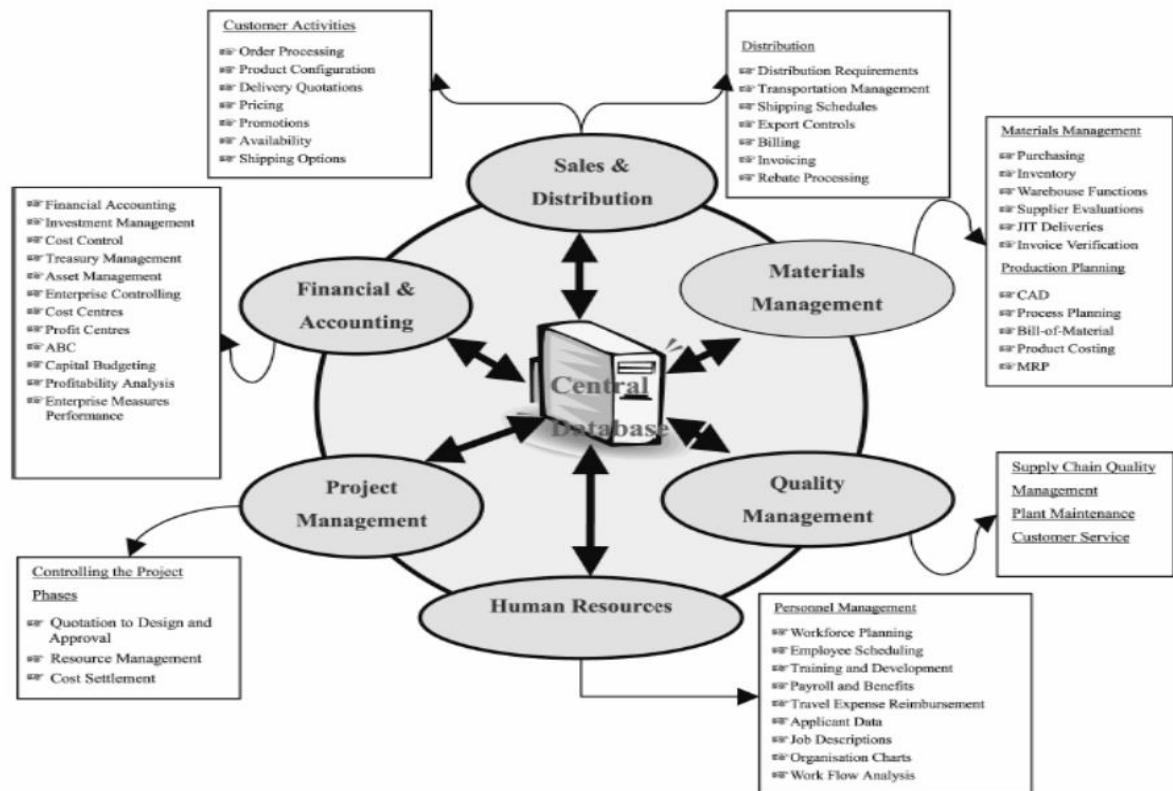 Customer Activities
Order Processing
Product Configuration
Delivery Quotations
Pricing
Promotions
Availability
Shipping Options
Distribution
Distribution Requirements
Transportation Management
Shipping Schedules
Export Controls
Billing
Invoicing
Rebate Processing
Materials Management
Purchasing
Inventory
Warehouse Functions
Supplier Evaluations
JIT Deliveries
Invoice Verification
Production Planning
CAD
Process Planning
Bill-of-Material
Product Costing
MRP
Financial Accounting
Investment Management
Cost Control
Treasury Management
Asset Management
Enterprise Controlling
Cost Centres
Profit Centres
ABC
Capital Budgeting
Profitability Analysis
Enterprise Measures
Performance
Sales &
Distribution
Financial &
Accounting
Materials
Management
Central
Database
Project
Management
Quality
Management
Human Resources
Supply Chain Quality
Management
Plant Maintenance
Customer Service
Controlling the Project
Phases
Quotation to Design and
Approval
Resource Management
Cost Settlement
Personnel Management
Workforce Planning
Employee Scheduling
Training and Development
Payroll and Benefits
Travel Expense Reimbursement
Applicant Data
Job Descriptions
Organisation Charts
Work Flow Analysis